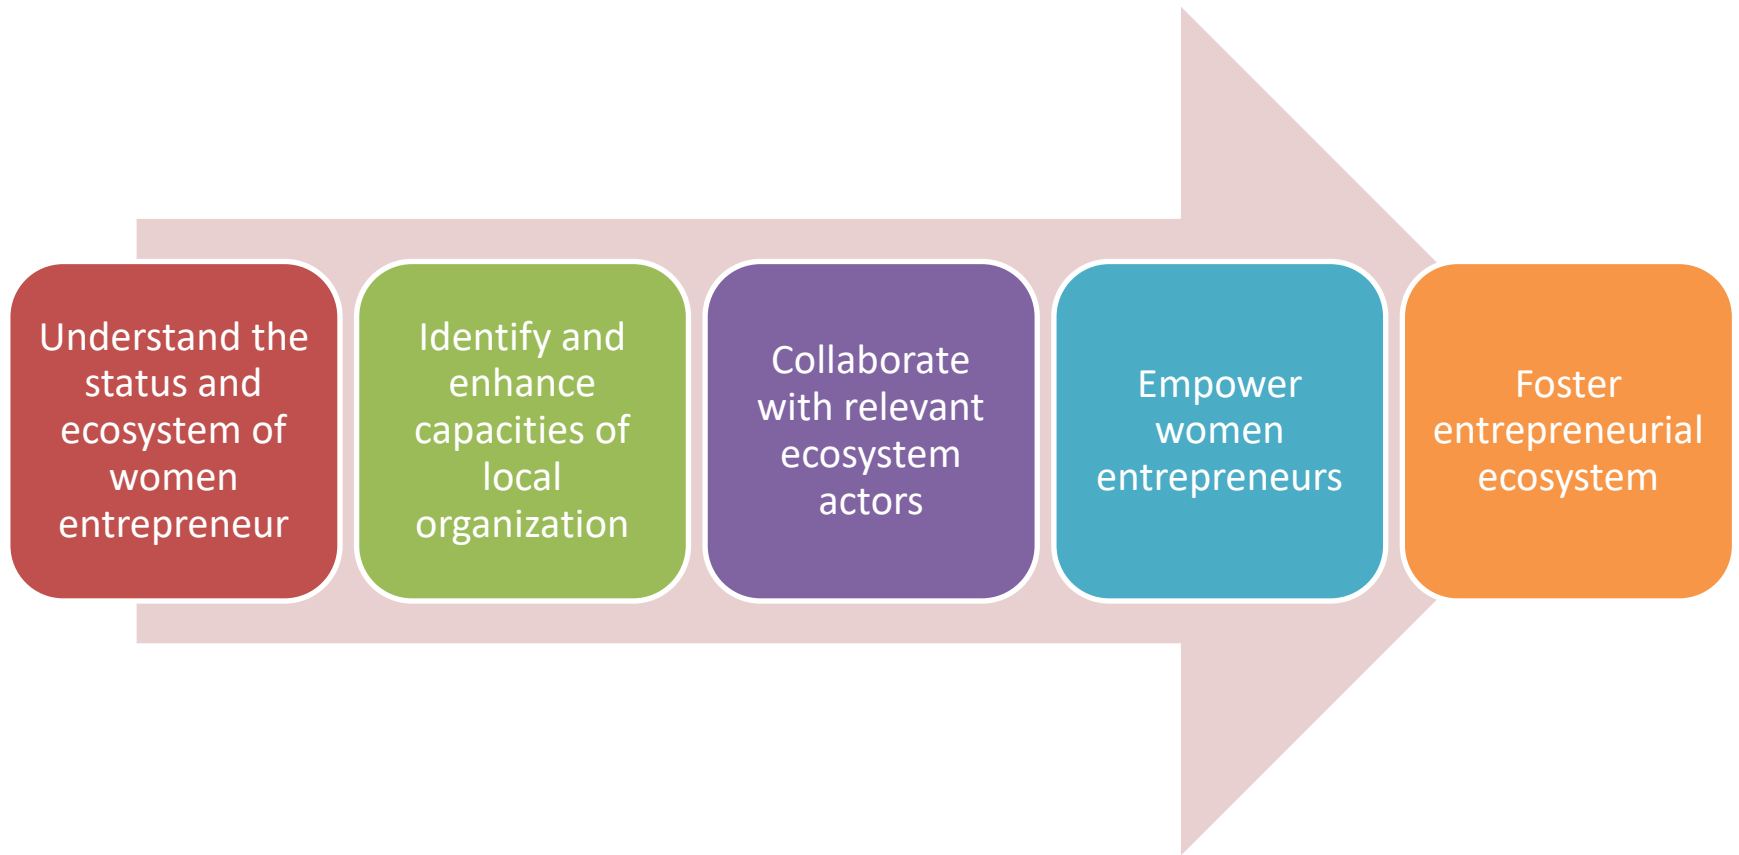 Understand the
status and
ecosystem of
women
entrepreneur
Identify and
enhance
capacities of
local
organization
Collaborate
with relevant
ecosystem
actors
Empower
women
entrepreneurs
Foster
entrepreneurial
ecosystem